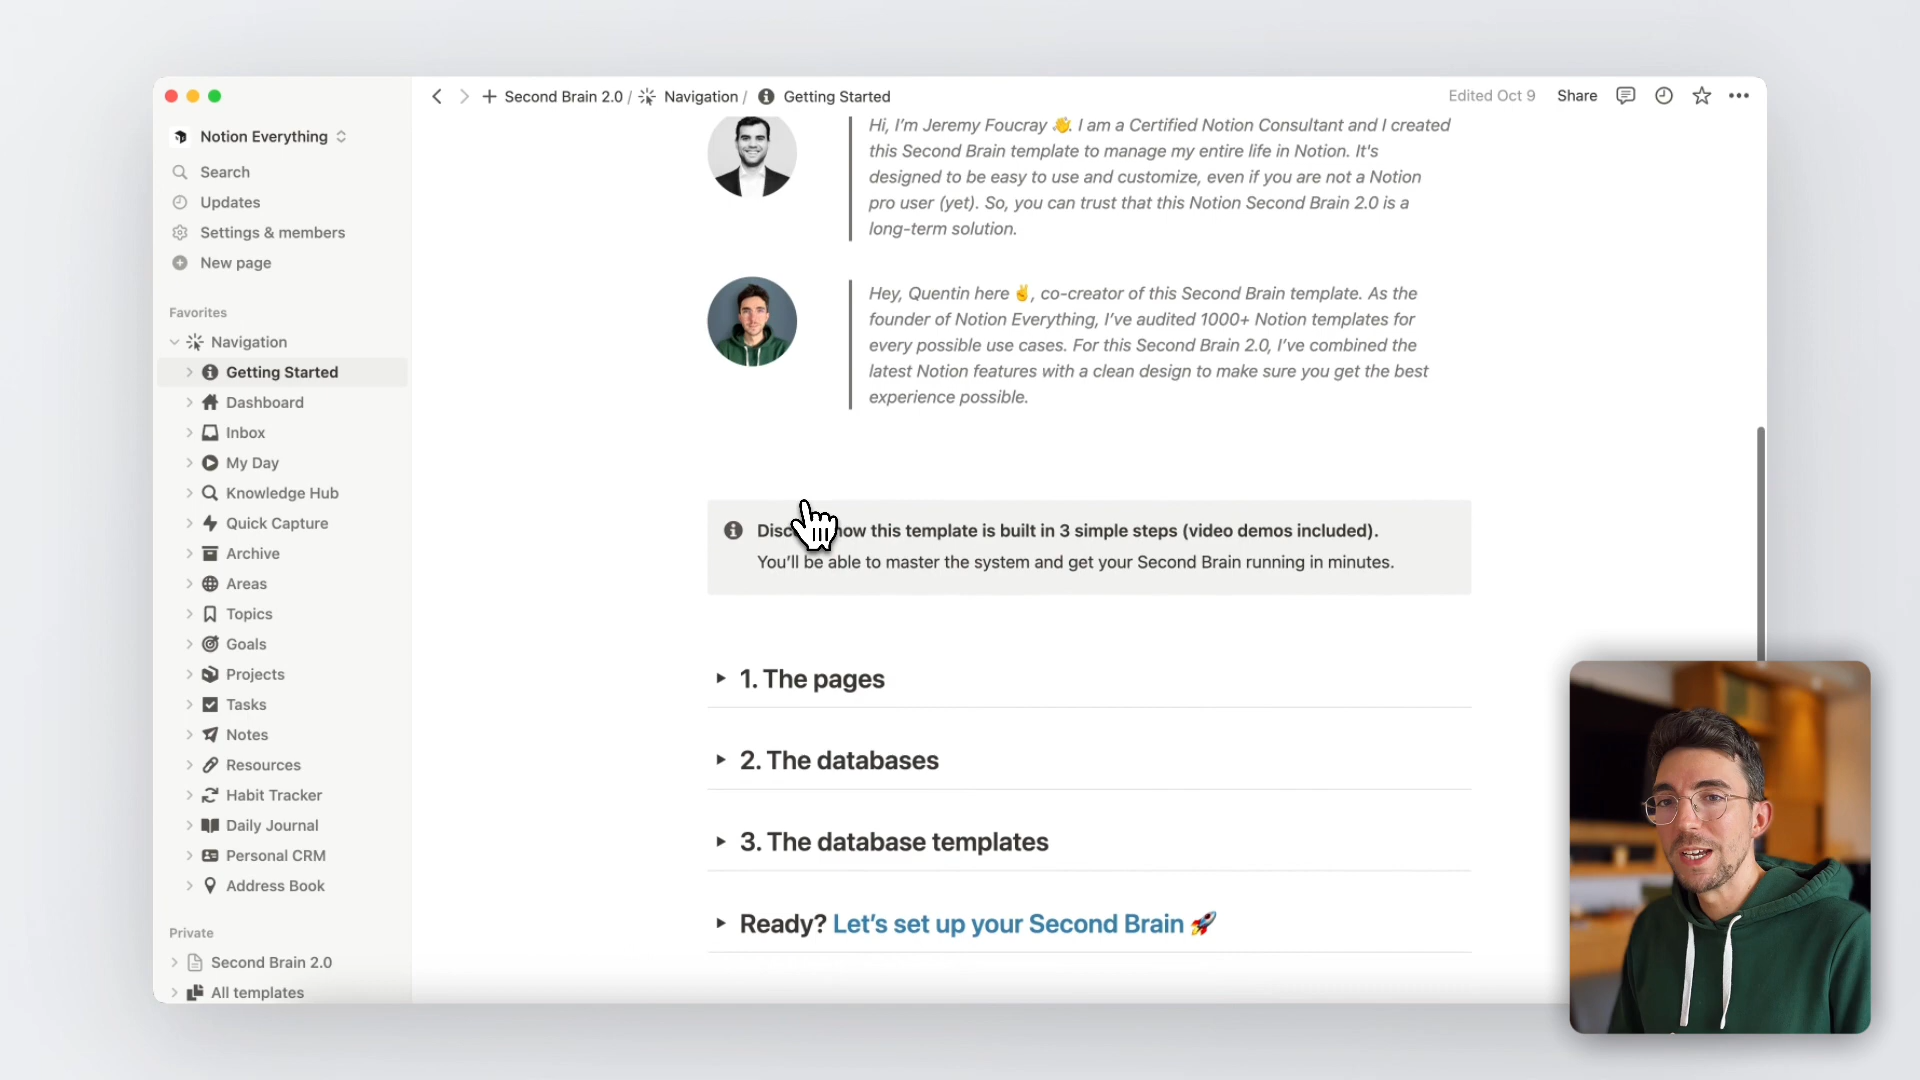 Second Brain 2.0 / Navigation / Getting Started
Edited Oct 9 Share
Notion Everything
Search
Updates
Settings & members
New page
Favorites
Navigation
Getting Started
Dashboard
Inbox
My Day
Knowledge Hub
Quick Capture
Archive
Areas
Topics
Goals
Projects
Tasks
Notes
Resources
Habit Tracker
Daily Journal
Personal CRM
Address Book
Private
Second Brain 2.0
All templates
Hi, I’m Jeremy Foucray 👋. I am a Certified Notion Consultant and I created
this Second Brain template to manage my entire life in Notion. It's
designed to be easy to use and customize, even if you are not a Notion
pro user (yet). So, you can trust that this Notion Second Brain 2.0 is a
long-term solution.
Hey, Quentin here ✌️, co-creator of this Second Brain template. As the
founder of Notion Everything, I’ve audited 1000+ Notion templates for
every possible use cases. For this Second Brain 2.0, I’ve combined the
latest Notion features with a clean design to make sure you get the best
experience possible.
how this template is built in 3 simple steps (video demos included).
You’ll be able to master the system and get your Second Brain running in minutes.
1. The pages
2. The databases
3. The database templates
Ready? Let’s set up your Second Brain 🚀